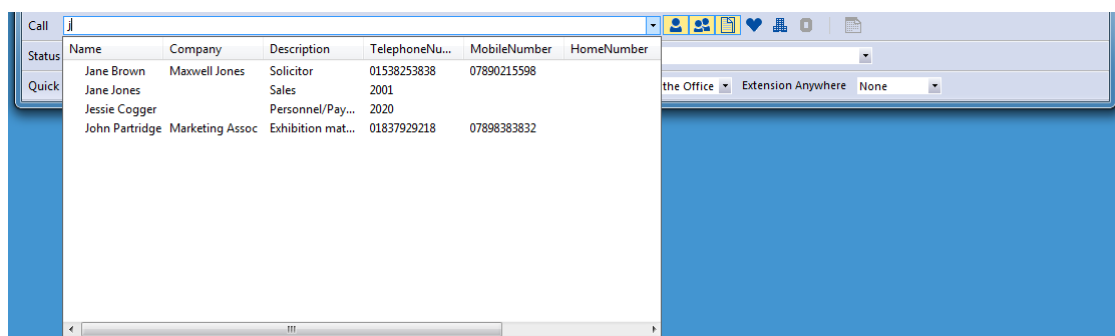 Call j
Status
Name Company Description TelephoneNu... MobileNumber HomeNumber
Jane Brown Maxwell Jones Solicitor 01538253838 07890215598
Quick the Office Extension Anywhere None
Jane Jones Sales 2001
Jessie Cogger Personnel/Pay... 2020
John Partridge Marketing Assoc Exhibition mat... 01837929218 07898383832